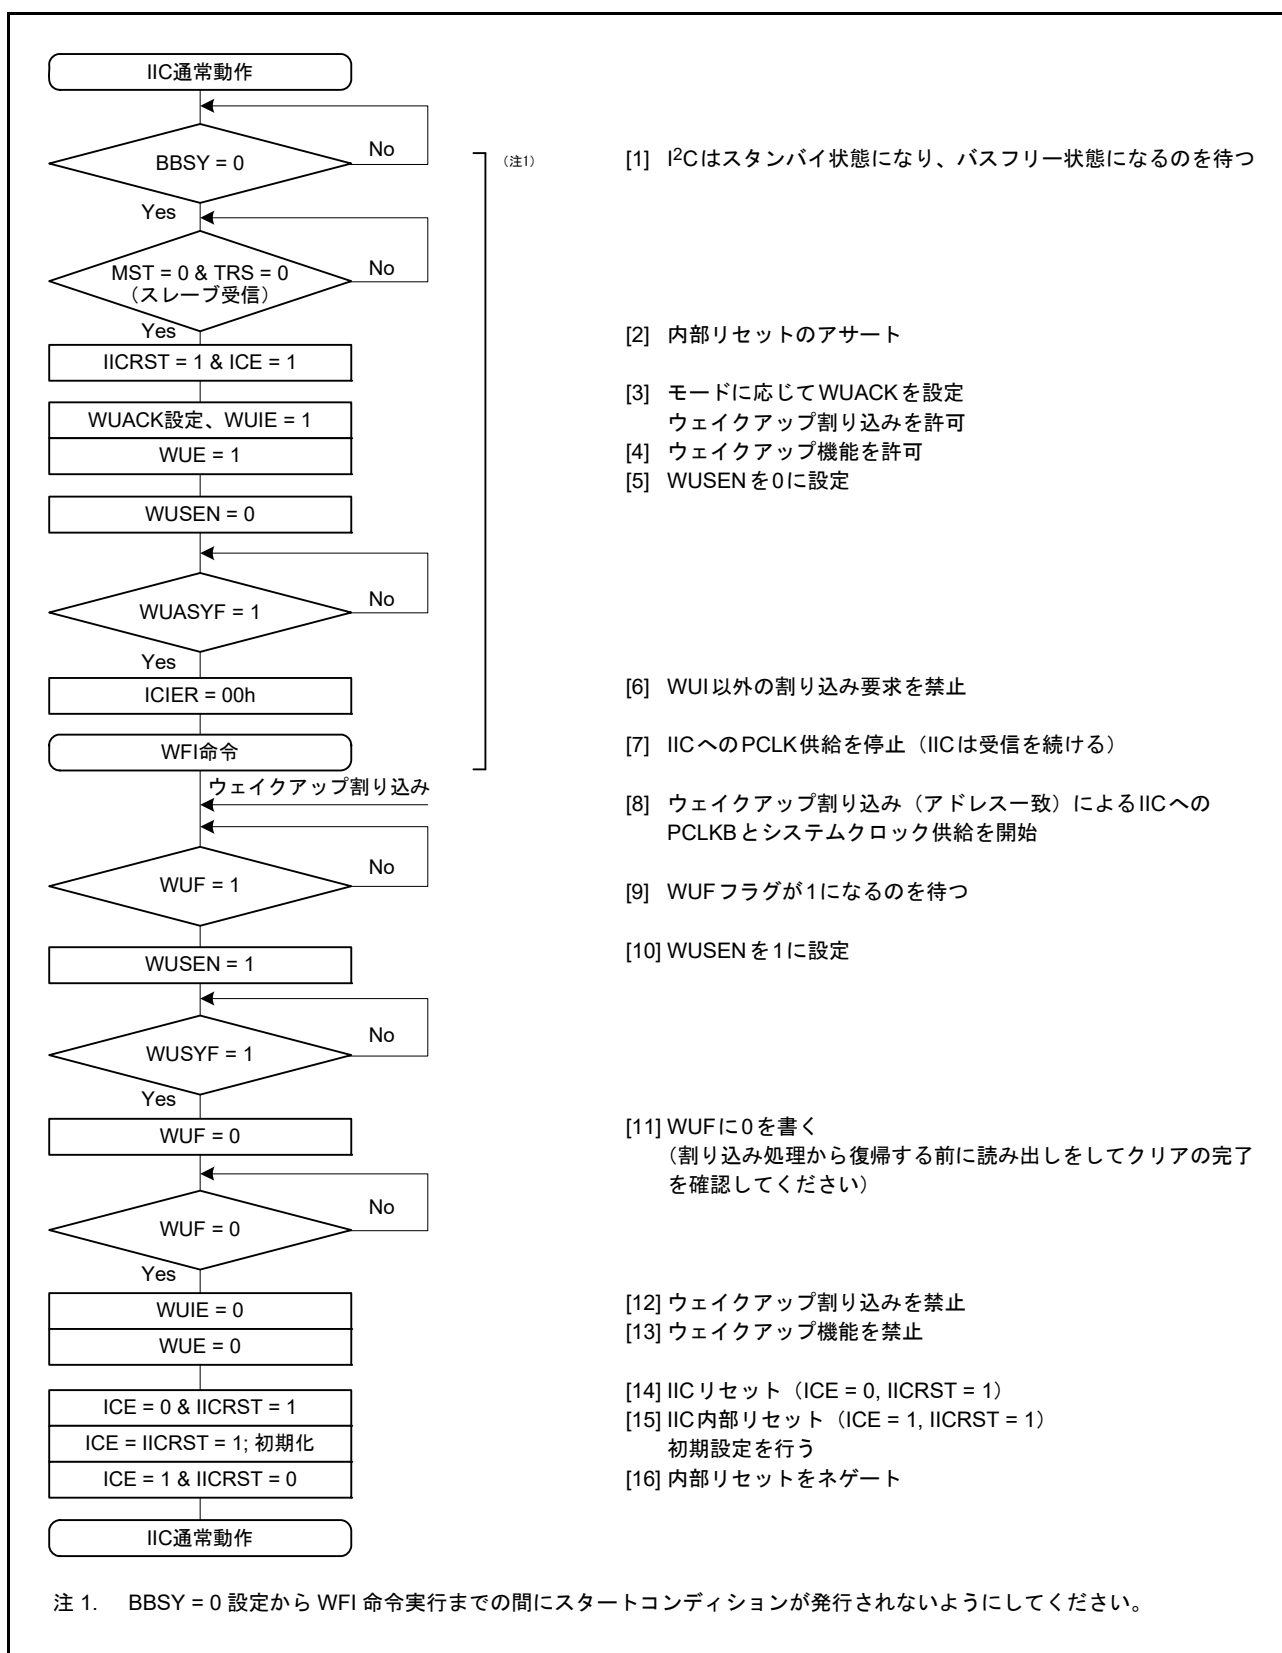 IIC通常動作
BBSY = 0
No
（注1）
[1] I2Cはスタンバイ状態になり、バスフリー状態になるのを待つ
Yes
MST = 0 & TRS = 0
（スレーブ受信）
No
Yes
[2] 内部リセットのアサート
IICRST = 1 & ICE = 1
[3] モードに応じてWUACKを設定
ウェイクアップ割り込みを許可
WUACK設定、WUIE = 1
WUE = 1
[4] ウェイクアップ機能を許可
[5] WUSENを0に設定
WUSEN = 0
WUASYF = 1
No
Yes
ICIER = 00h
[6] WUI以外の割り込み要求を禁止
WFI命令
[7] IICへのPCLK供給を停止（IICは受信を続ける）
ウェイクアップ割り込み
[8] ウェイクアップ割り込み（アドレス一致）によるIICへの
PCLKBとシステムクロック供給を開始
WUF = 1
No
[9] WUFフラグが1になるのを待つ
WUSEN = 1
[10] WUSENを1に設定
WUSYF = 1
No
Yes
WUF = 0
[11] WUFに0を書く
（割り込み処理から復帰する前に読み出しをしてクリアの完了
を確認してください）
WUF = 0
No
Yes
WUIE = 0
[12] ウェイクアップ割り込みを禁止
WUE = 0
[13] ウェイクアップ機能を禁止
ICE = 0 & IICRST = 1
[14] IICリセット（ICE = 0, IICRST = 1）
ICE = IICRST = 1; 初期化
[15] IIC内部リセット（ICE = 1, IICRST = 1）
初期設定を行う
ICE = 1 & IICRST = 0
[16] 内部リセットをネゲート
IIC通常動作
注 1. BBSY = 0 設定から WFI 命令実行までの間にスタートコンディションが発行されないようにしてください。